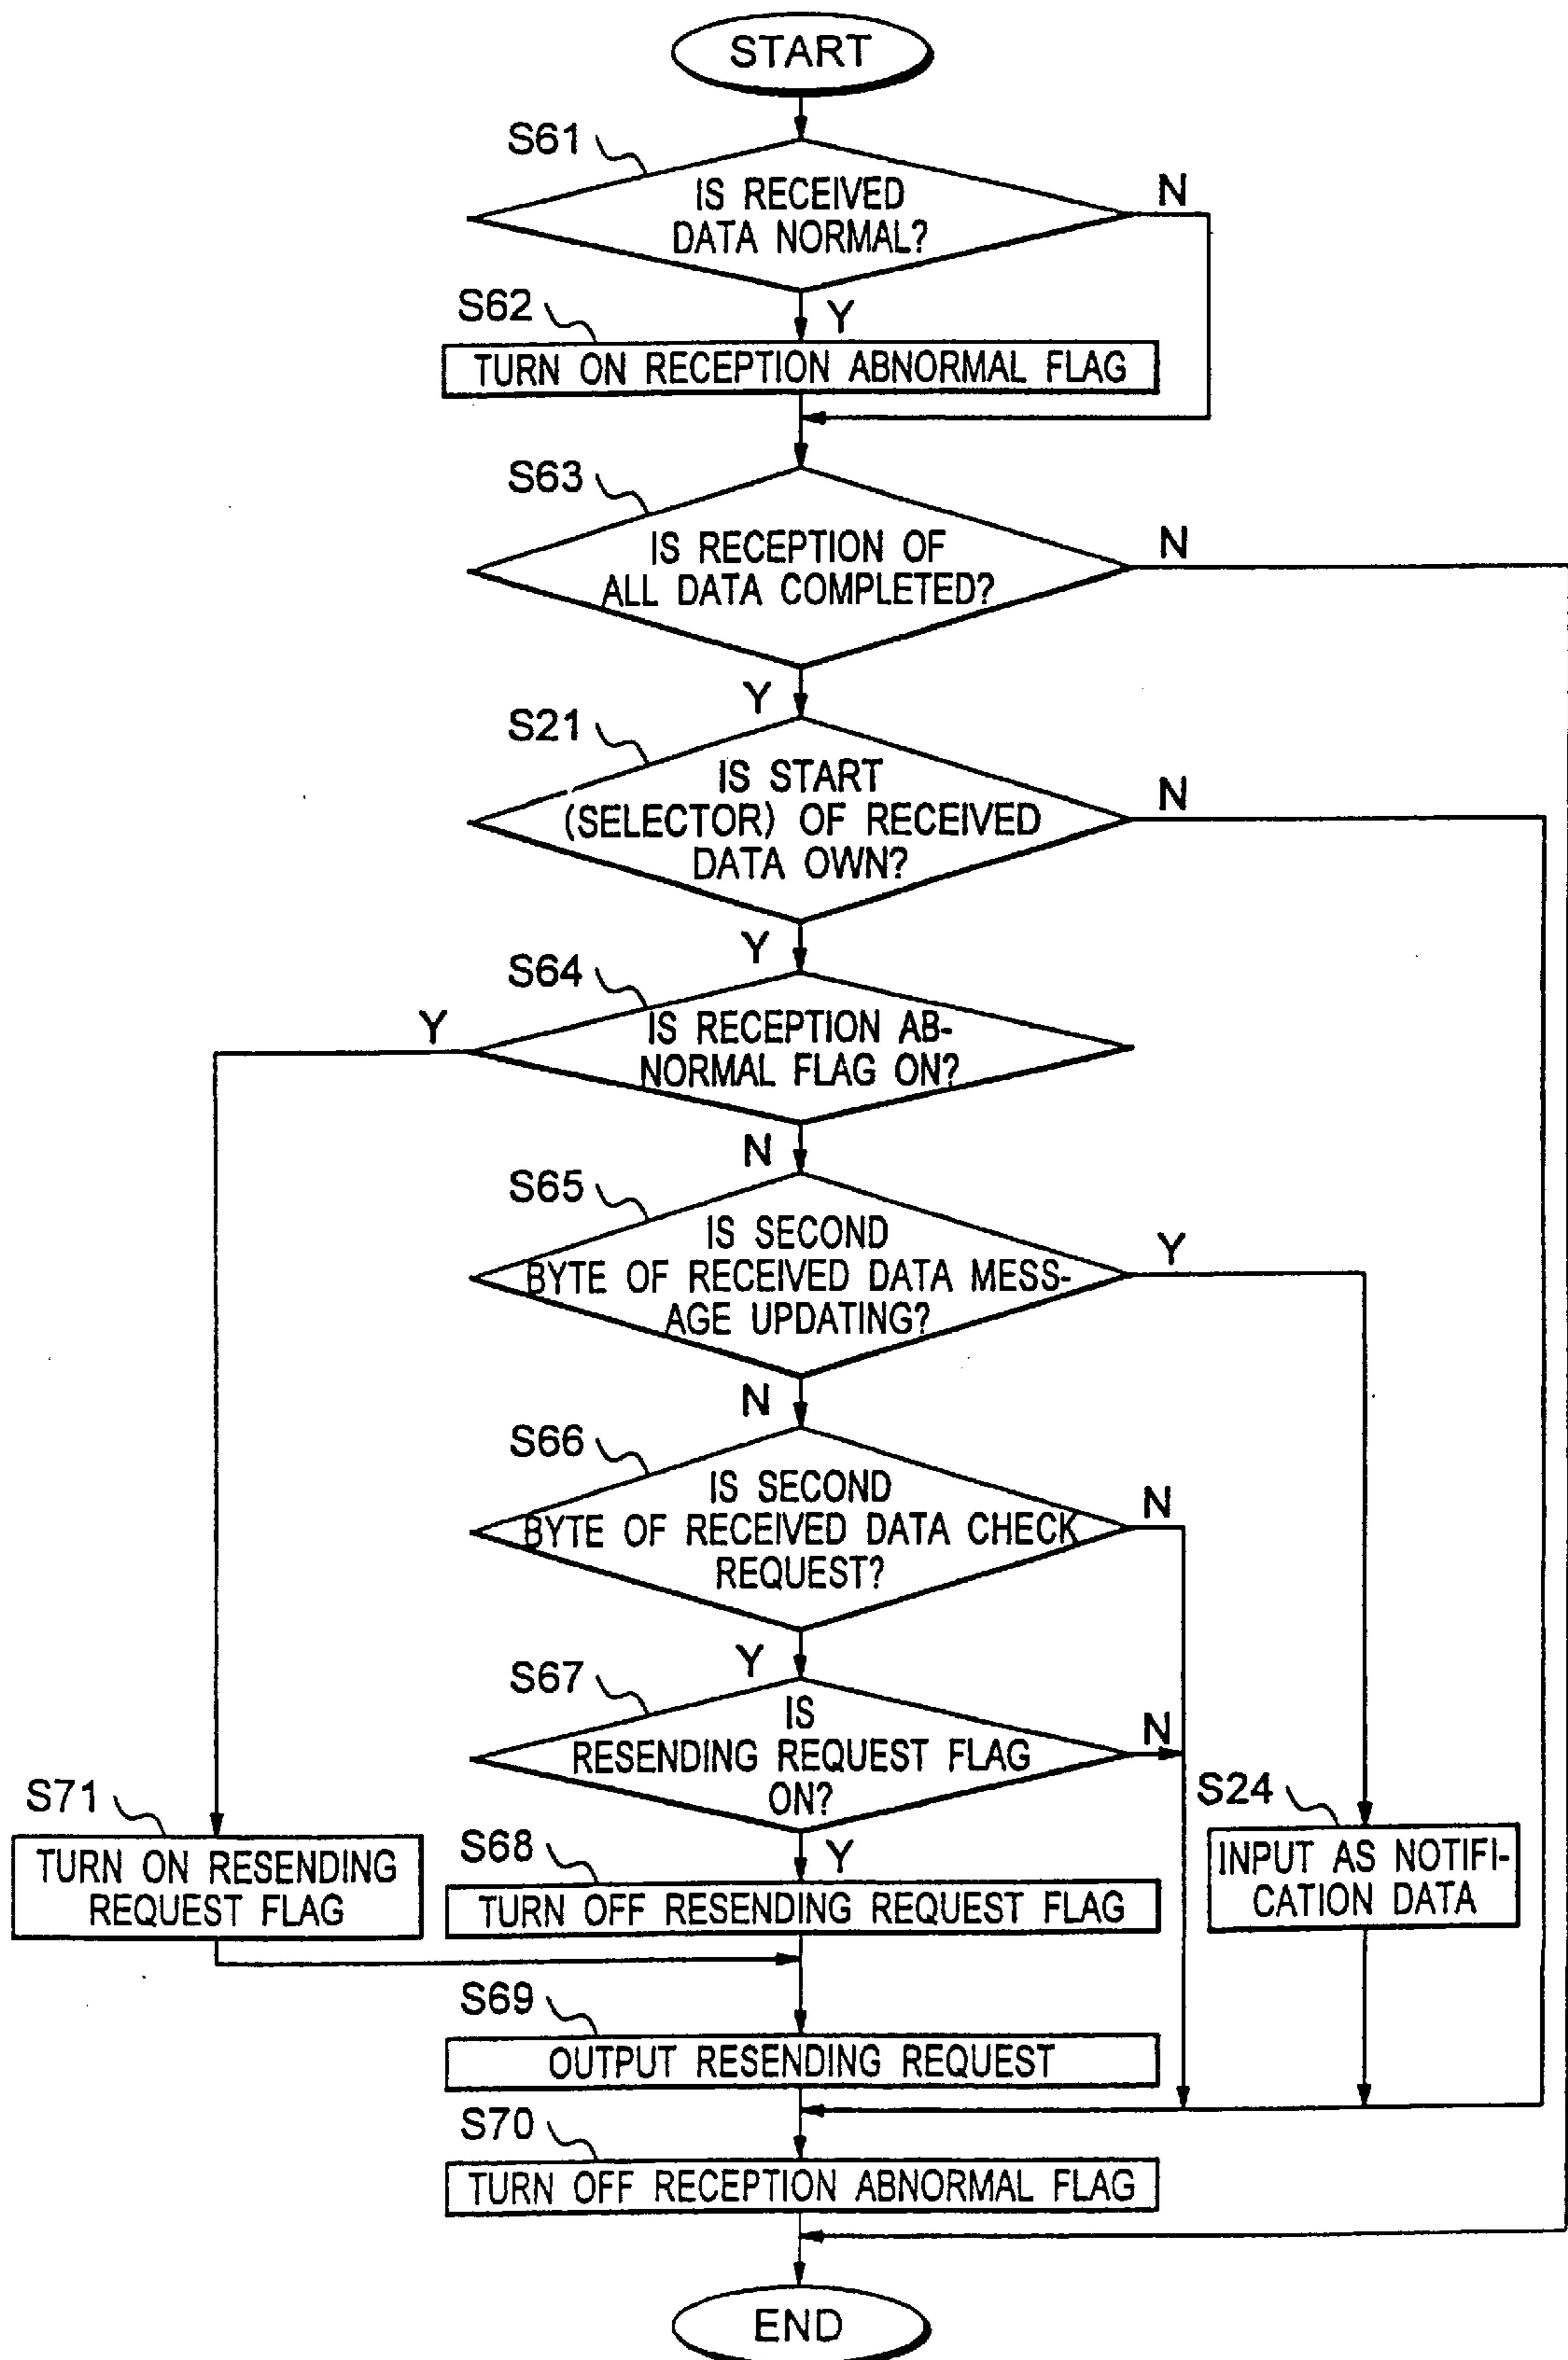 START
S61
IS RECEIVED
DATA NORMAL?
N
S62
Y
TURN ON RECEPTION ABNORMAL FLAG
S63
IS RECEPTION OF
ALL DATA COMPLETED?
N
Y
S21
IS START
(SELECTOR) OF RECEIVED
DATA OWN?
N
Y
S64
IS RECEPTION AB-
NORMAL FLAG ON?
Y
N
S65
IS SECOND
BYTE OF RECEIVED DATA MESS-
AGE UPDATING?
Y
N
S66
IS SECOND
BYTE OF RECEIVED DATA CHECK
REQUEST?
N
Y
S67
IS
RESENDING REQUEST FLAG
ON?
N
S71
TURN ON RESENDING
REQUEST FLAG
S68
Y
TURN OFF RESENDING REQUEST FLAG
S24
INPUT AS NOTIFI-
CATION DATA
S69
OUTPUT RESENDING REQUEST
S70
TURN OFF RECEPTION ABNORMAL FLAG
END